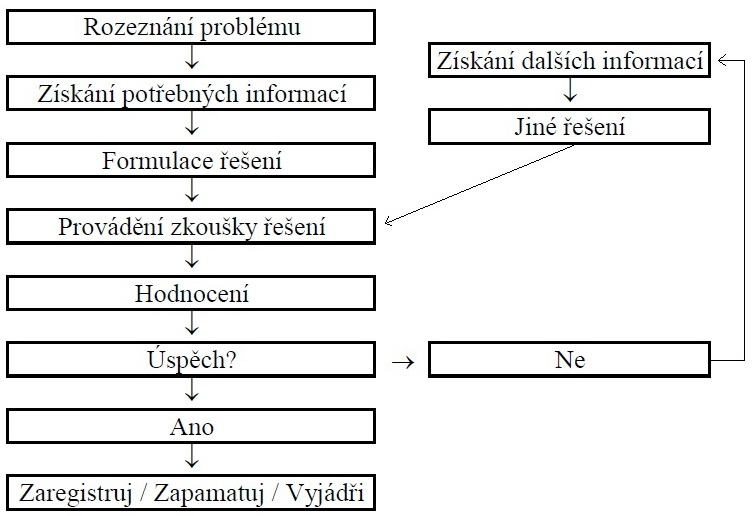 Rozeznání problému
Získání potřebných informací
Formulace řešení
Provádění zkoušky řešení
Hodnocení
Úspěch?
Ano
Zaregistruj / Zapamatuj / Vyjádři
Získání dalších informací
Jiné řešení
Ne